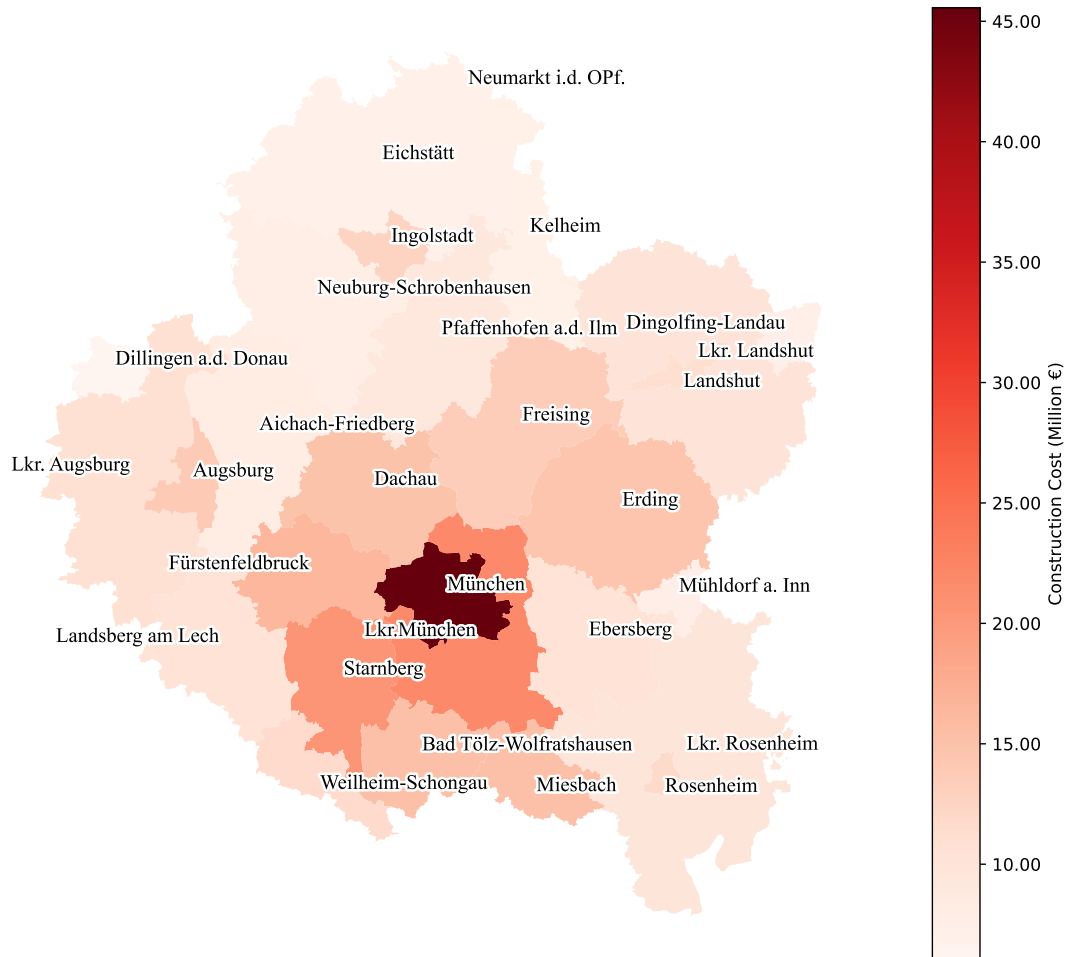 Neumarkt i.d. OPf.
Eichstätt
Kelheim
Ingolstadt
Neuburg-Schrobenhausen
Pfaffenhofen a.d. Ilm
Dingolfing-Landau
Lkr. Landshut
Dillingen a.d. Donau
Landshut
Freising
Aichach-Friedberg
Lkr. Augsburg
Augsburg
Dachau
Erding
Fürstenfeldbruck
München
Mühldorf a. Inn
Lkr.München
Ebersberg
Landsberg am Lech
Starnberg
Bad Tölz-Wolfratshausen
Lkr. Rosenheim
Weilheim-Schongau
Miesbach
Rosenheim
45.00
40.00
35.00
30.00
25.00
20.00
15.00
10.00
Construction Cost (Million €)